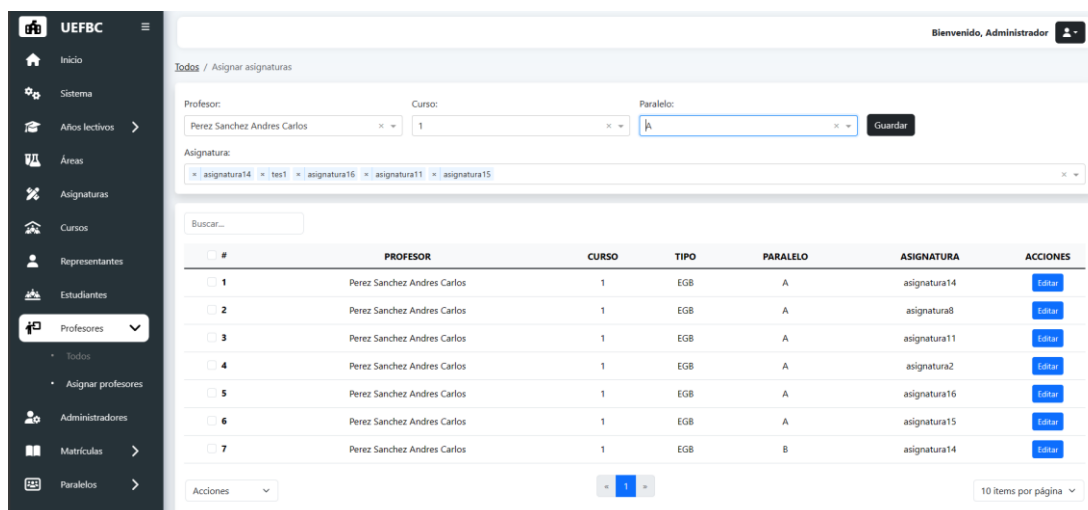 UEFBC
Inicio
Sistema
Años lectivos
Áreas
Asignaturas
Cursos
Representantes
Estudiantes
Profesores
Todos
Asignar profesores
Administradores
Matrículas
Paralelos
Bienvenido, Administrador
Todos / Asignar asignaturas
Profesor: Curso: Paralelo:
Perez Sanchez Andres Carlos × 1 × A × Guardar
Asignatura:
× asignatura14 × tes1 × asignatura16 × asignatura11 × asignatura15 ×
Buscar...
# PROFESOR CURSO TIPO PARALELO ASIGNATURA ACCIONES
1 Perez Sanchez Andres Carlos 1 EGB A asignatura14 Editar
2 Perez Sanchez Andres Carlos 1 EGB A asignatura8 Editar
3 Perez Sanchez Andres Carlos 1 EGB A asignatura11 Editar
4 Perez Sanchez Andres Carlos 1 EGB A asignatura2 Editar
5 Perez Sanchez Andres Carlos 1 EGB A asignatura16 Editar
6 Perez Sanchez Andres Carlos 1 EGB A asignatura15 Editar
7 Perez Sanchez Andres Carlos 1 EGB B asignatura14 Editar
Acciones « 1 » 10 items por página